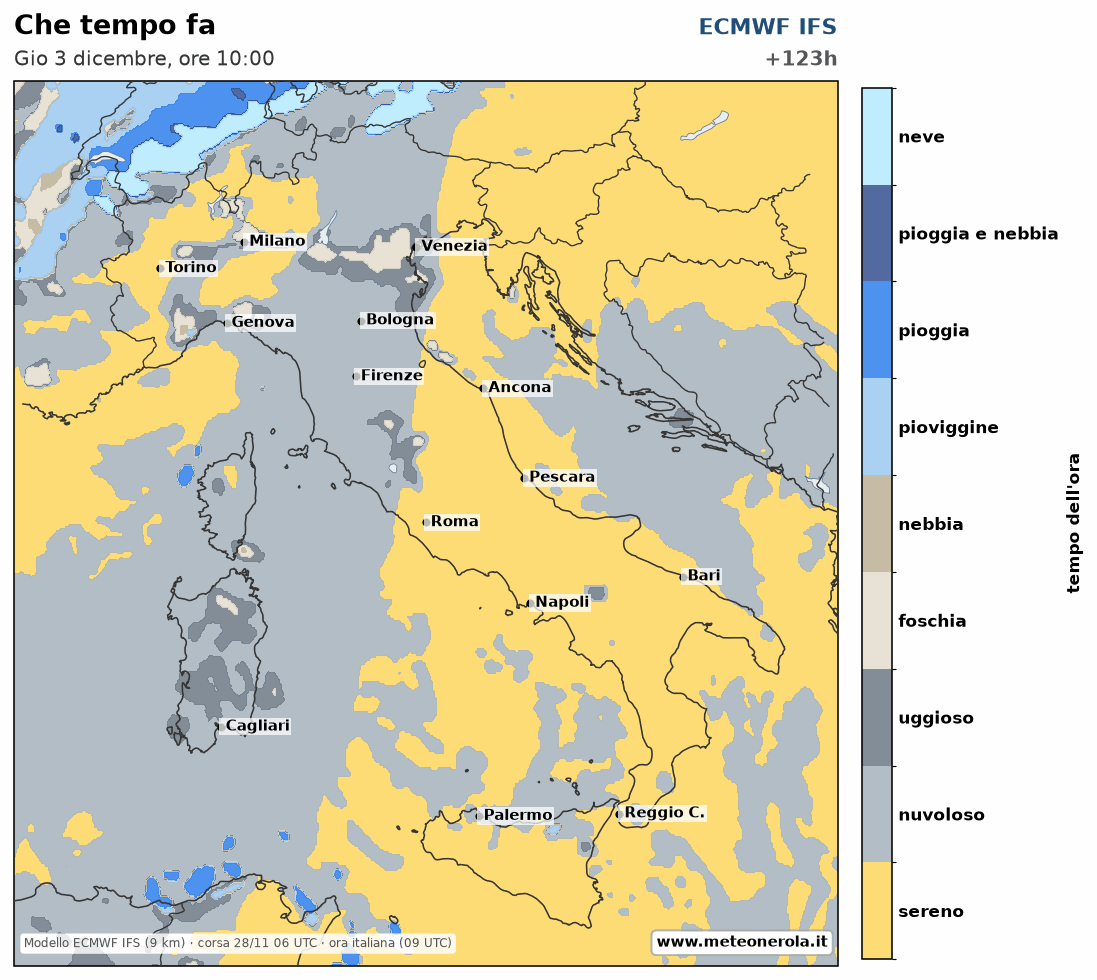 Che tempo fa
ECMWF IFS
Gio 3 dicembre, ore 10:00
+123h
neve
pioggia e nebbia
pioggia
pioviggine
nebbia
foschia
uggioso
nuvoloso
sereno
tempo dell'ora
Milano
Venezia
Torino
Genova
Bologna
Firenze
Ancona
Pescara
Roma
Bari
Napoli
Cagliari
Palermo
Reggio C.
Modello ECMWF IFS (9 km) · corsa 28/11 06 UTC · ora italiana (09 UTC)
www.meteonerola.it